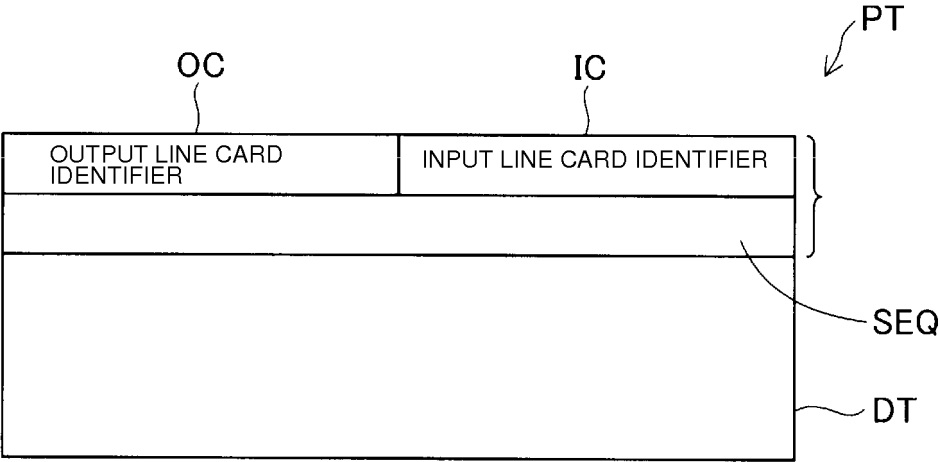 PT
OC
IC
OUTPUT LINE CARD
IDENTIFIER
INPUT LINE CARD IDENTIFIER
SEQ
DT